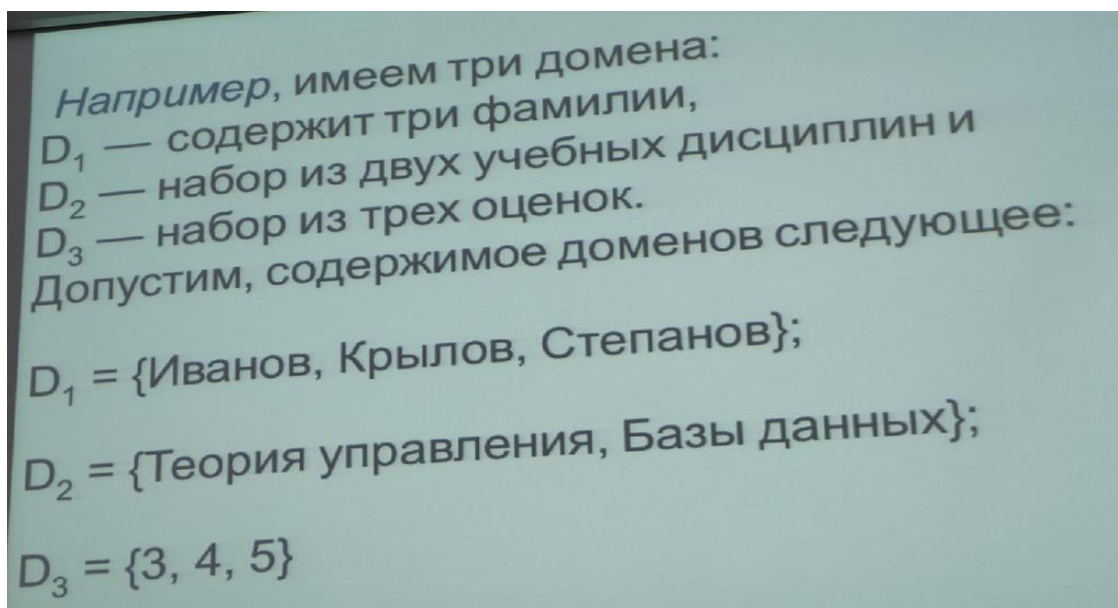 Например, имеем три домена:
D₁ — содержит три фамилии,
D₂ — набор из двух учебных дисциплин и
D₃ — набор из трех оценок.
Допустим, содержимое доменов следующее:
D₁ = {Иванов, Крылов, Степанов};
D₂ = {Теория управления, Базы данных};
D₃ = {3, 4, 5}